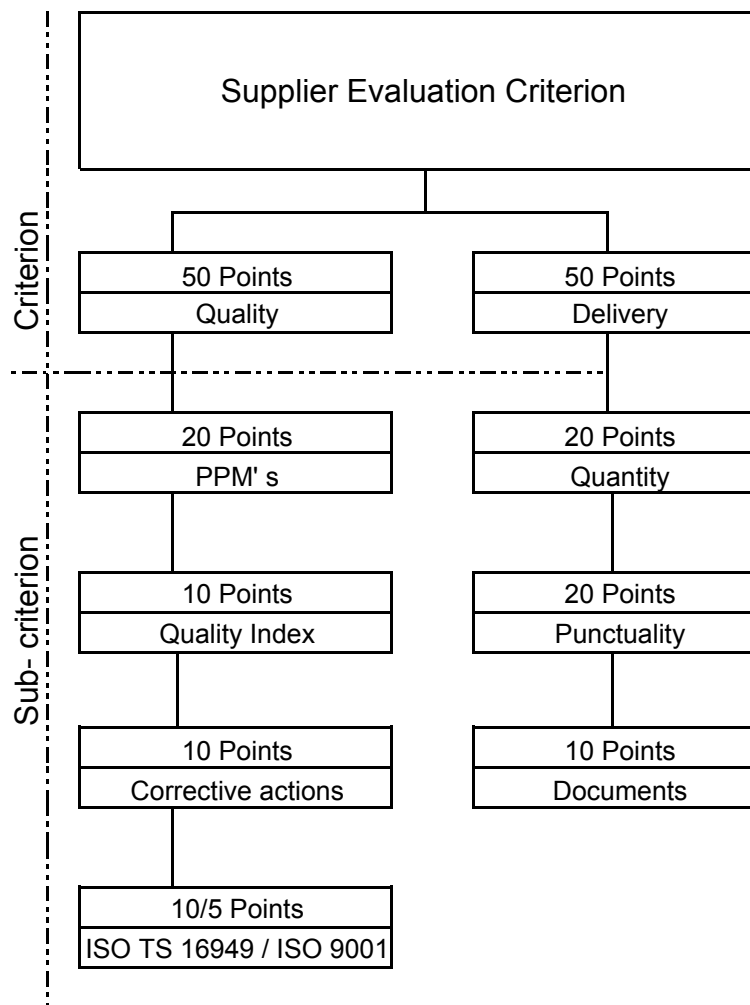 Supplier Evaluation Criterion
Criterion
50 Points
Quality
50 Points
Delivery
Sub- criterion
20 Points
PPM' s
20 Points
Quantity
10 Points
Quality Index
20 Points
Punctuality
10 Points
Corrective actions
10 Points
Documents
10/5 Points
ISO TS 16949 / ISO 9001